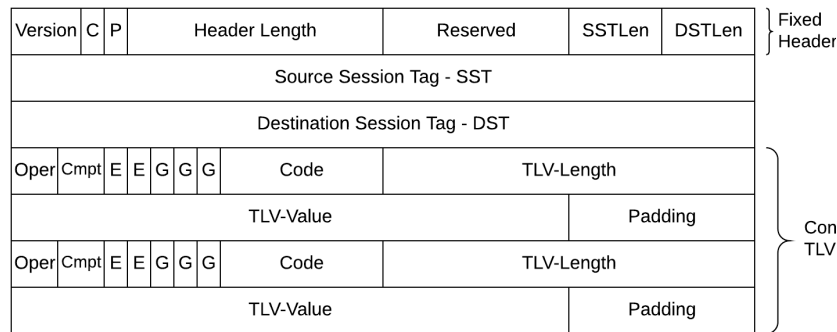 Version C P Header Length Reserved SSTLen DSTLen Fixed
Header
Source Session Tag - SST
Destination Session Tag - DST
Oper Cmpt E E G G G Code TLV-Length
TLV-Value Padding Con
TLV
Oper Cmpt E E G G G Code TLV-Length
TLV-Value Padding